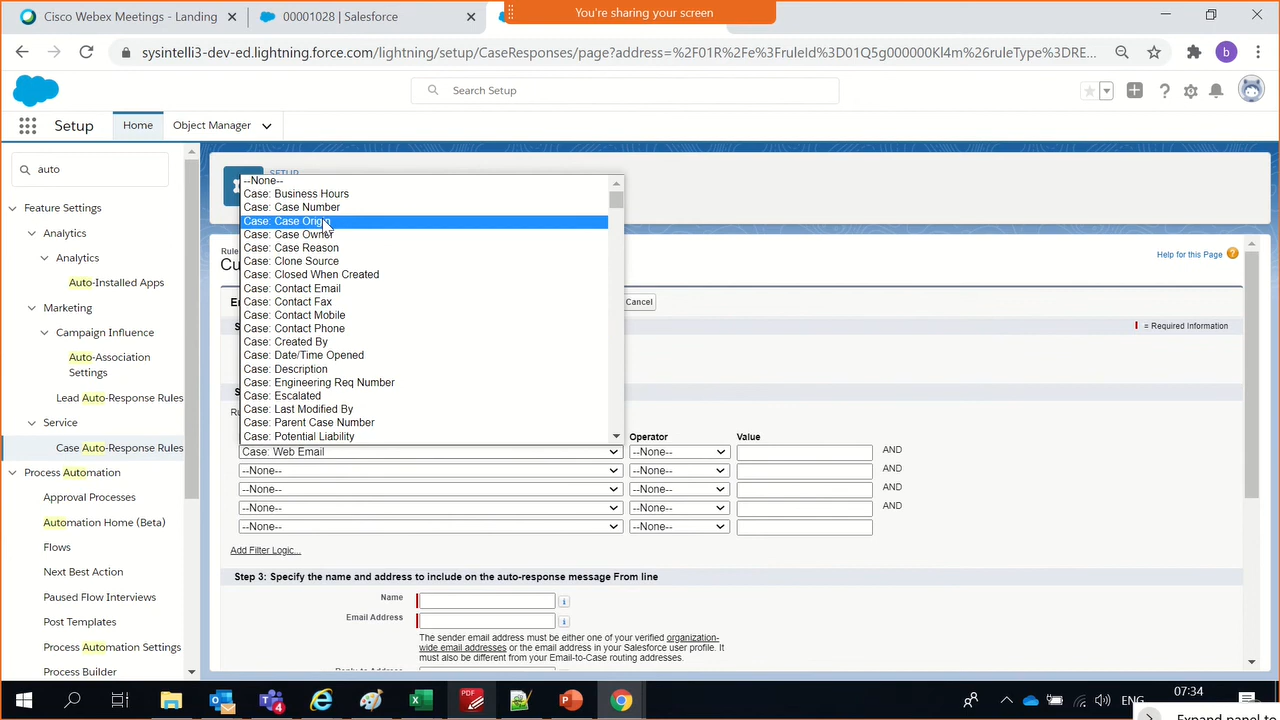 Cisco Webex Meetings - Landing
00001028 | Salesforce
You're sharing your screen
sysintelli3-dev-ed.lightning.force.com/lightning/setup/CaseResponses/page?address=%2F01R%2Fe%3FruleId%3D01Q5g000000Kl4m%26ruleType%3DRE...
b
Search Setup
Setup
Home
Object Manager
auto
Feature Settings
Analytics
Analytics
Auto-Installed Apps
Marketing
Campaign Influence
Auto-Association
Settings
Lead Auto-Response Rules
Service
Case Auto-Response Rules
Process Automation
Approval Processes
Automation Home (Beta)
Flows
Next Best Action
Paused Flow Interviews
Post Templates
Process Automation Settings
Process Builder
SETUP
--None--
Case: Business Hours
Case: Case Number
Case: Case Origin
Case: Case Owner
Case: Case Reason
Case: Clone Source
Case: Closed When Created
Case: Contact Email
Case: Contact Fax
Case: Contact Mobile
Case: Contact Phone
Case: Created By
Case: Date/Time Opened
Case: Description
Case: Engineering Req Number
Case: Escalated
Case: Last Modified By
Case: Parent Case Number
Case: Potential Liability
Help for this Page
Cancel
= Required Information
Operator
Value
Case: Web Email
--None--
AND
--None--
--None--
AND
--None--
--None--
AND
--None--
--None--
AND
--None--
--None--
Add Filter Logic...
Step 3: Specify the name and address to include on the auto-response message From line
Name
Email Address
The sender email address must be either one of your verified organization-
wide email addresses or the email address in your Salesforce user profile. It
must also be different from your Email-to-Case routing addresses.
ENG
07:34
Expand panel to